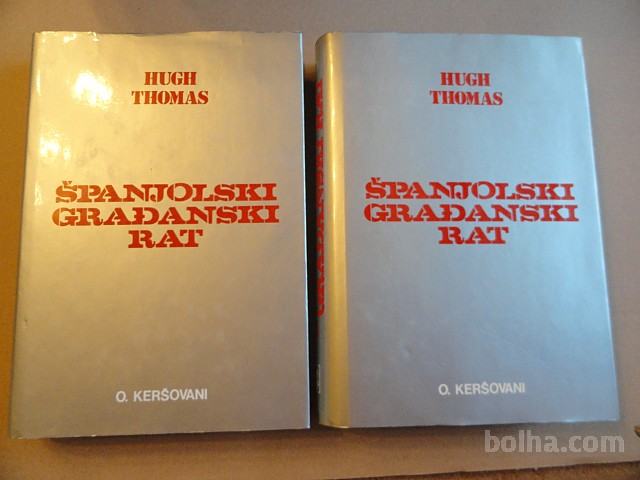 HUGH
THOMAS
ŠPANJOLSKI
GRAĐANSKI
RAT
O. KERŠOVANI
HUGH
THOMAS
ŠPANJOLSKI
GRAĐANSKI
RAT
O. KERŠOVANI
bolha.com